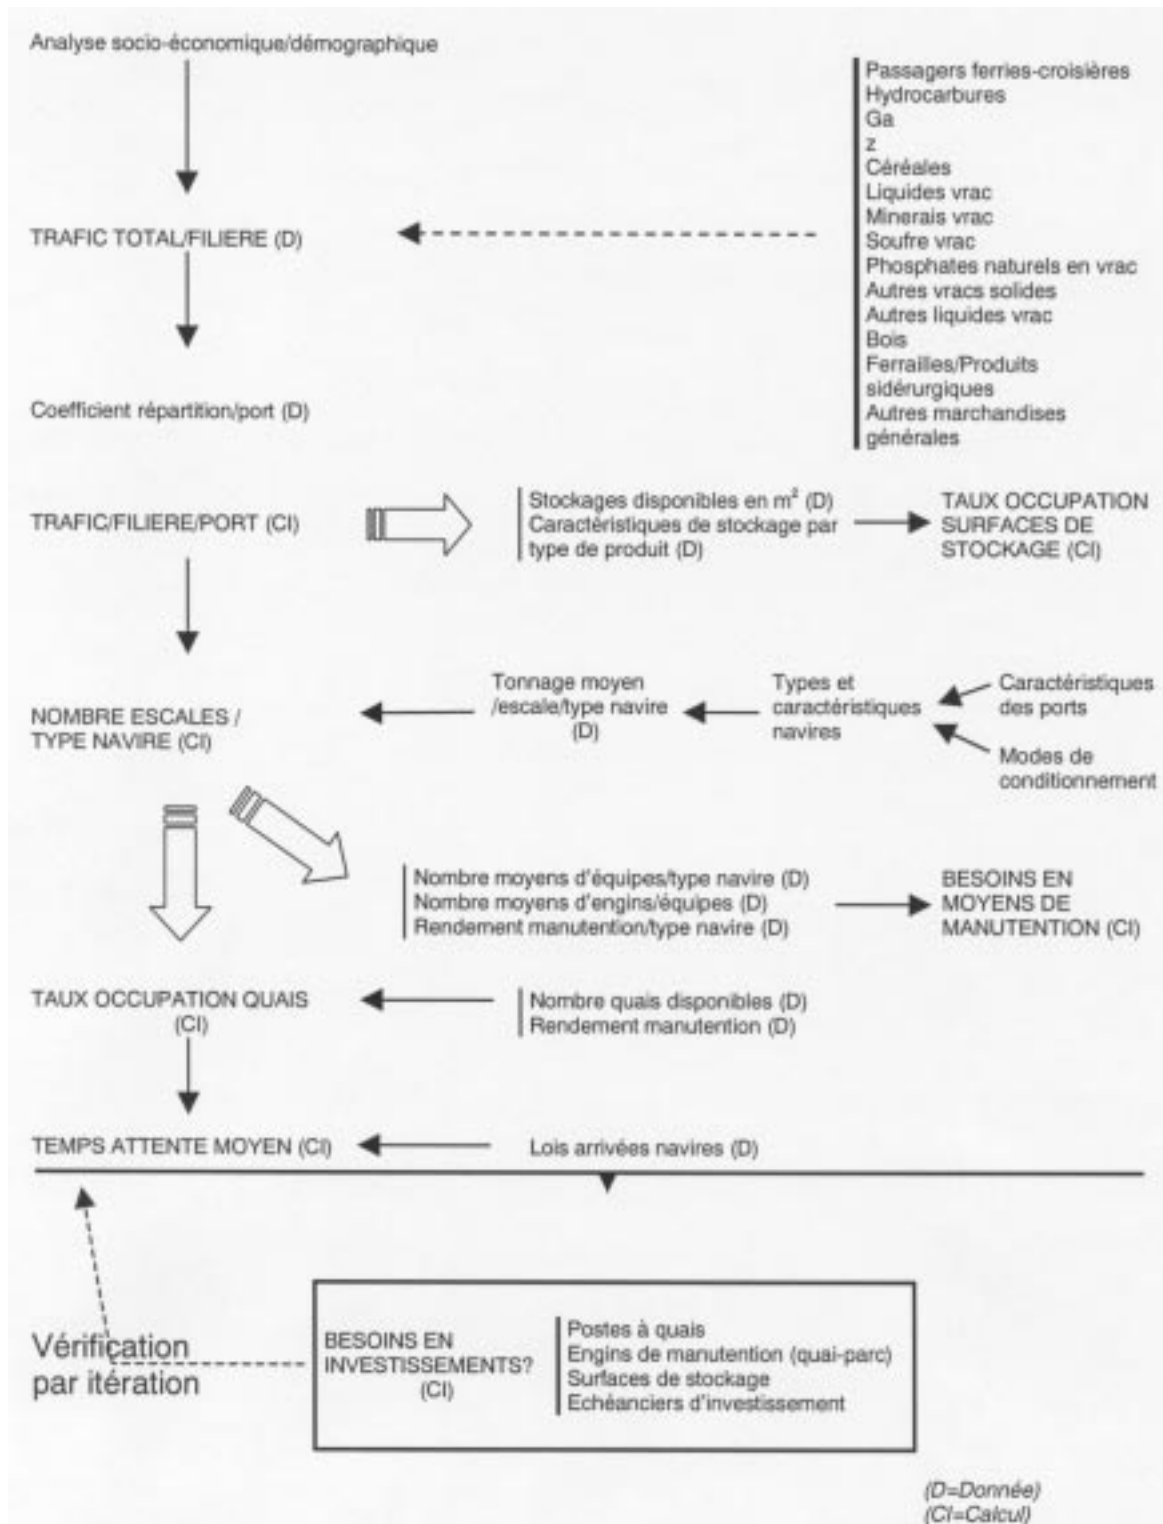 Analyse socio-économique/démographique
Passagers ferries-croisières
Hydrocarbures
Ga
z
Céréales
Liquides vrac
Minerais vrac
Soufre vrac
Phosphates naturels en vrac
Autres vracs solides
Autres liquides vrac
Bois
Ferrailles/Produits
sidérurgiques
Autres marchandises
générales
TRAFIC TOTAL/FILIERE (D)
Coefficient répartition/port (D)
TRAFIC/FILIERE/PORT (CI)
Stockages disponibles en m² (D)
Caractéristiques de stockage par
type de produit (D)
TAUX OCCUPATION
SURFACES DE
STOCKAGE (CI)
NOMBRE ESCALES /
TYPE NAVIRE (CI)
Tonnage moyen
/escale/type navire
(D)
Types et
caractéristiques
navires
Caractéristiques
des ports
Modes de
conditionnement
Nombre moyens d'équipes/type navire (D)
Nombre moyens d'engins/équipes (D)
Rendement manutention/type navire (D)
BESOINS EN
MOYENS DE
MANUTENTION (CI)
TAUX OCCUPATION QUAIS
(CI)
Nombre quais disponibles (D)
Rendement manutention (D)
TEMPS ATTENTE MOYEN (CI)
Lois arrivées navires (D)
Vérification
par itération
BESOINS EN
INVESTISSEMENTS?
(CI)
Postes à quais
Engins de manutention (quai-parc)
Surfaces de stockage
Echéanciers d'investissement
(D=Donnée)
(CI=Calcul)